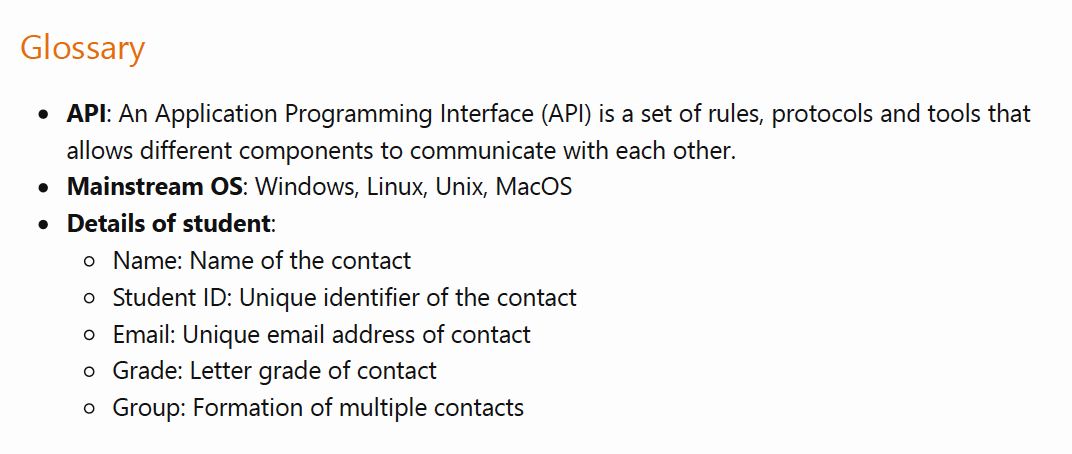 Glossary
• API: An Application Programming Interface (API) is a set of rules, protocols and tools that
allows different components to communicate with each other.
• Mainstream OS: Windows, Linux, Unix, MacOS
• Details of student:
◦ Name: Name of the contact
◦ Student ID: Unique identifier of the contact
◦ Email: Unique email address of contact
◦ Grade: Letter grade of contact
◦ Group: Formation of multiple contacts